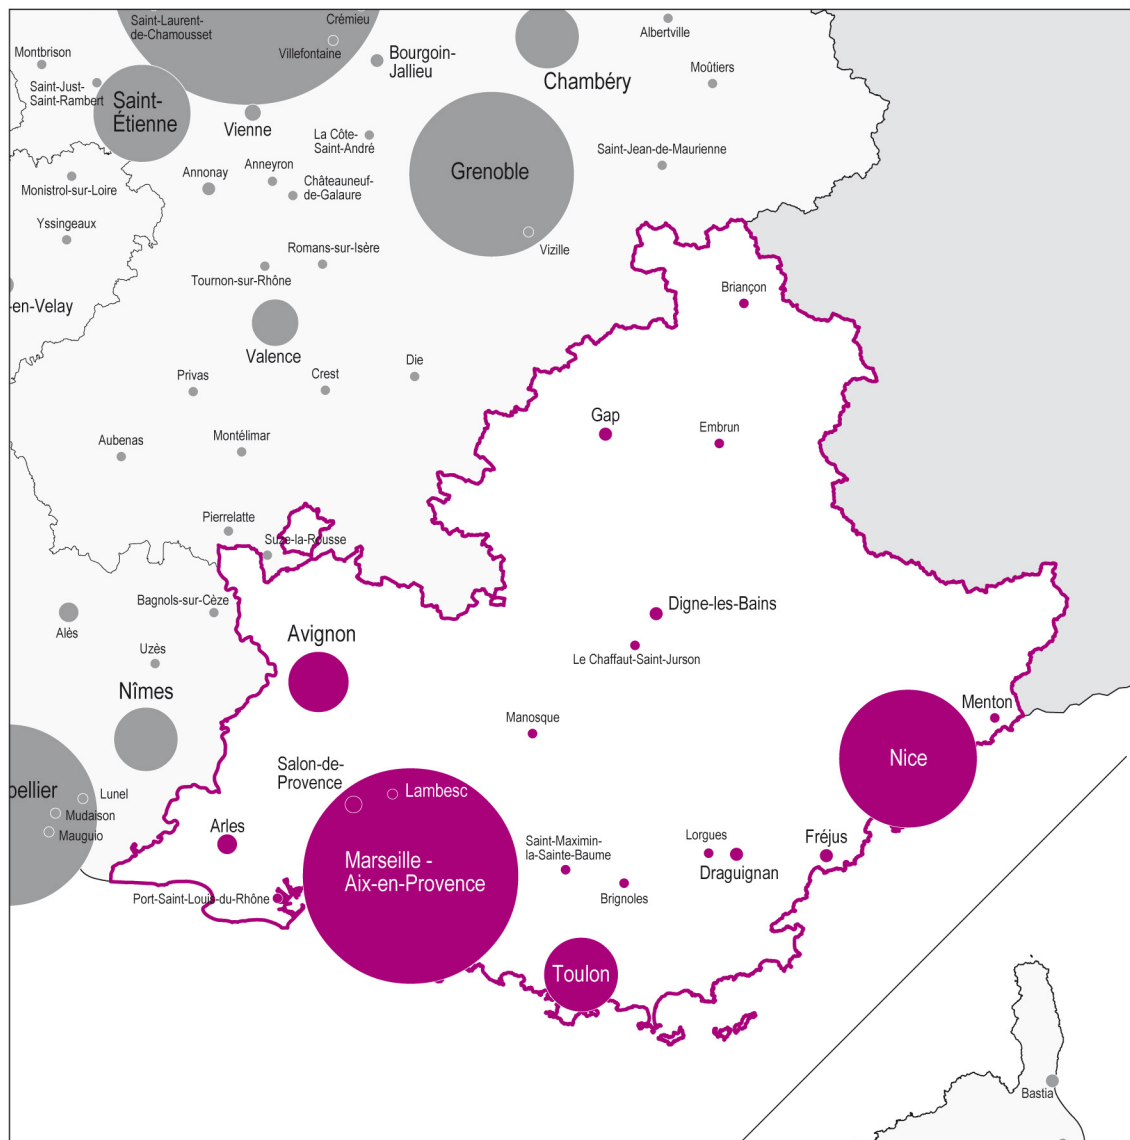 Saint-Laurent-
de-Chamousset
Crémieu
Villefontaine
Albertville
Montbrison
Bourgoin-
Jallieu
Chambéry
Moûtiers
Saint-Just-
Saint-Rambert
Saint-
Étienne
Vienne
La Côte-
Saint-André
Saint-Jean-de-Maurienne
Grenoble
Annonay
Anneyron
Châteauneuf-
de-Galaure
Monistrol-sur-Loire
Yssingeaux
Romans-sur-Isère
Vizille
Tournon-sur-Rhône
Briançon
-en-Velay
Valence
Die
Privas
Crest
Gap
Embrun
Aubenas
Montélimar
Pierrelatte
Suze-la-Rousse
Bagnols-sur-Cèze
Alès
Digne-les-Bains
Avignon
Uzès
Le Chaffaut-Saint-Jurson
Nîmes
Menton
Manosque
Nice
Salon-de-
Provence
Lambesc
pellier
Lunel
Mudaison
Mauguio
Arles
Saint-Maximin-
la-Sainte-Baume
Lorgues
Fréjus
Draguignan
Marseille -
Aix-en-Provence
Brignoles
Port-Saint-Louis-du-Rhône
Toulon
Bastia